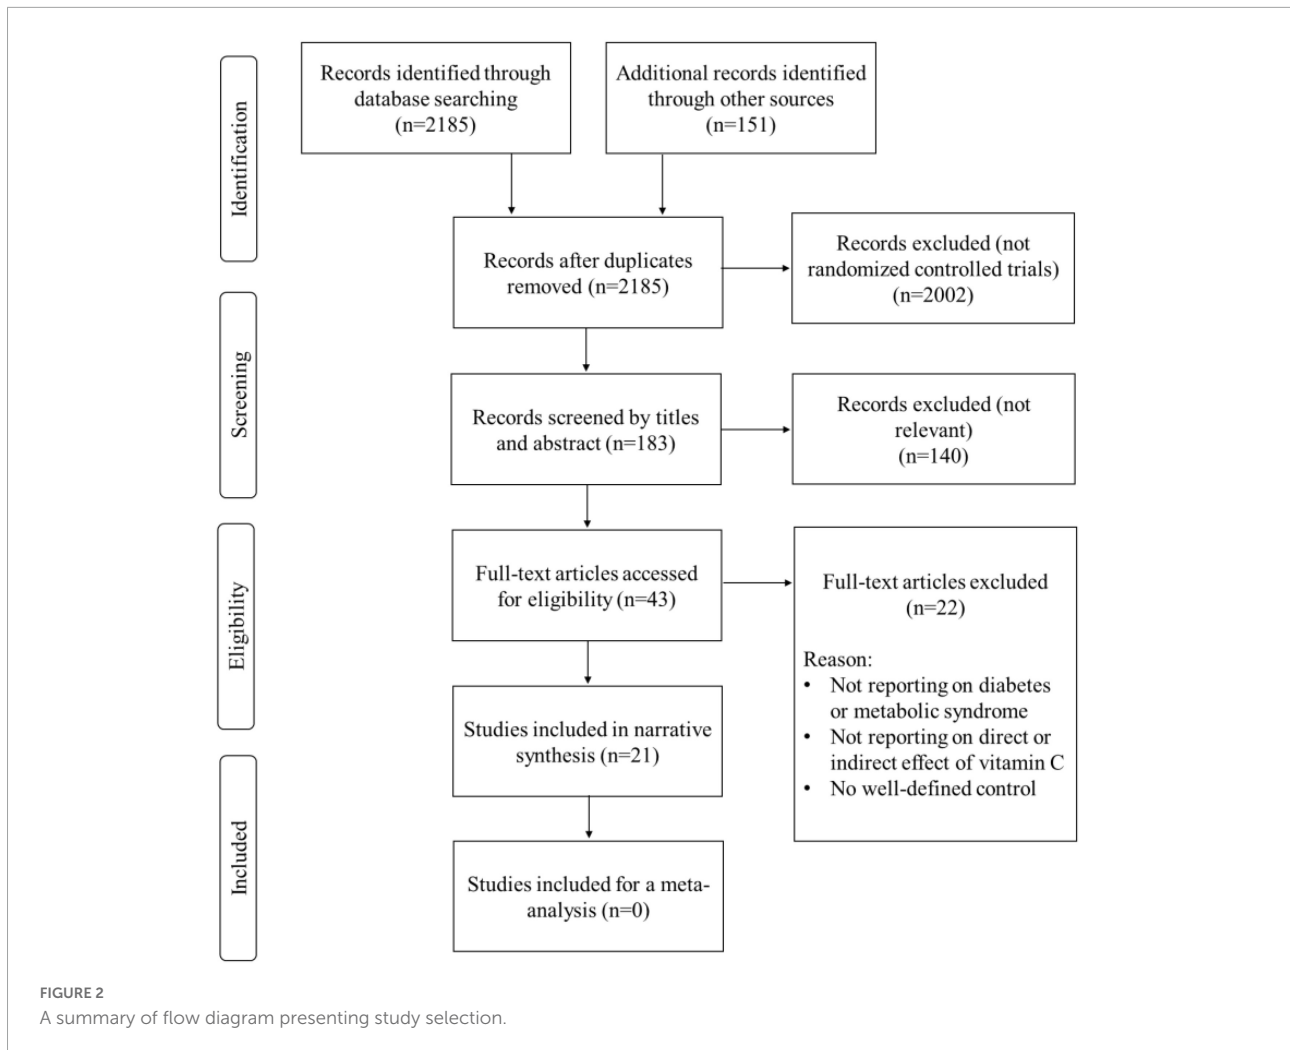 Identification
Records identified through
database searching
(n=2185)
Additional records identified
through other sources
(n=151)
Records after duplicates
removed (n=2185)
Records excluded (not
randomized controlled trials)
(n=2002)
Screening
Records screened by titles
and abstract (n=183)
Records excluded (not
relevant)
(n=140)
Eligibility
Full-text articles accessed
for eligibility (n=43)
Full-text articles excluded
(n=22)
Reason:
• Not reporting on diabetes
or metabolic syndrome
• Not reporting on direct or
indirect effect of vitamin C
• No well-defined control
Studies included in narrative
synthesis (n=21)
Included
Studies included for a meta-
analysis (n=0)
FIGURE 2
A summary of flow diagram presenting study selection.